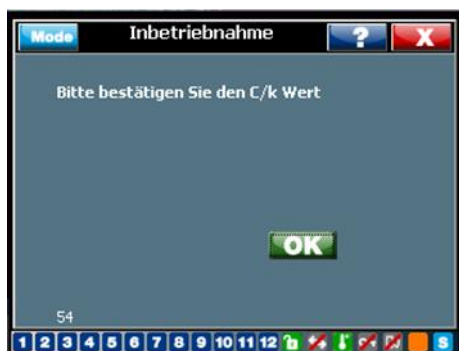 Mode Inbetriebnahme ? X
Bitte bestätigen Sie den C/k Wert
OK
54
1 2 3 4 5 6 7 8 9 10 11 12 S